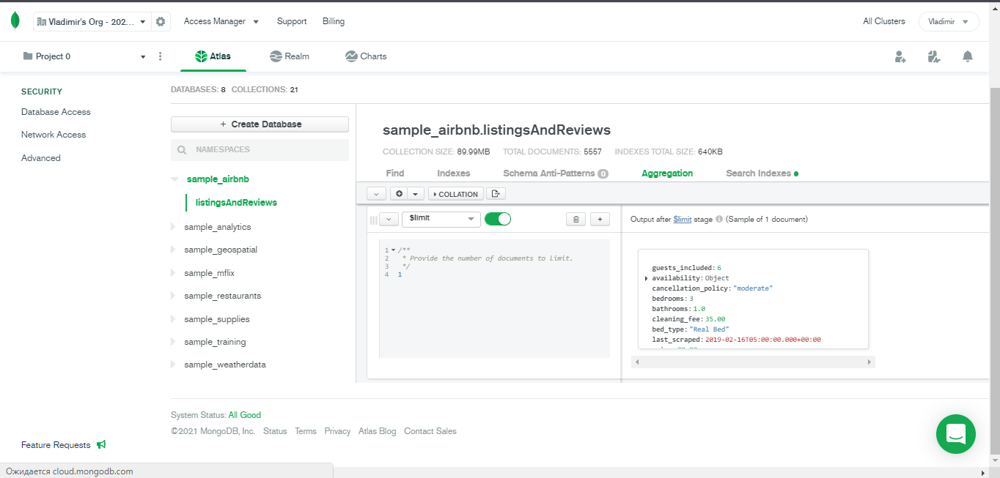 Vladimir's Org - 202... Access Manager Support Billing All Clusters Vladimir
Project 0 Atlas Realm Charts
SECURITY
Database Access
Network Access
Advanced
Feature Requests
DATABASES: 8 COLLECTIONS: 21
+ Create Database
NAMESPACES
sample_airbnb
listingsAndReviews
sample_analytics
sample_geospatial
sample_mflix
sample_restaurants
sample_supplies
sample_training
sample_weatherdata
sample_airbnb.listingsAndReviews
COLLECTION SIZE: 89.99MB TOTAL DOCUMENTS: 5557 INDEXES TOTAL SIZE: 640KB
Find Indexes Schema Anti-Patterns 0 Aggregation Search Indexes
COLLATION
$limit
1 /**
2 * Provide the number of documents to limit.
3 */
4 1
Output after $limit stage (Sample of 1 document)
guests_included: 6
availability: Object
cancellation_policy: "moderate"
bedrooms: 3
bathrooms: 1.0
cleaning_fee: 35.00
bed_type: "Real Bed"
last_scraped: 2019-02-16T05:00:00.000+00:00
System Status: All Good
©2021 MongoDB, Inc. Status Terms Privacy Atlas Blog Contact Sales
Ожидается cloud.mongodb.com